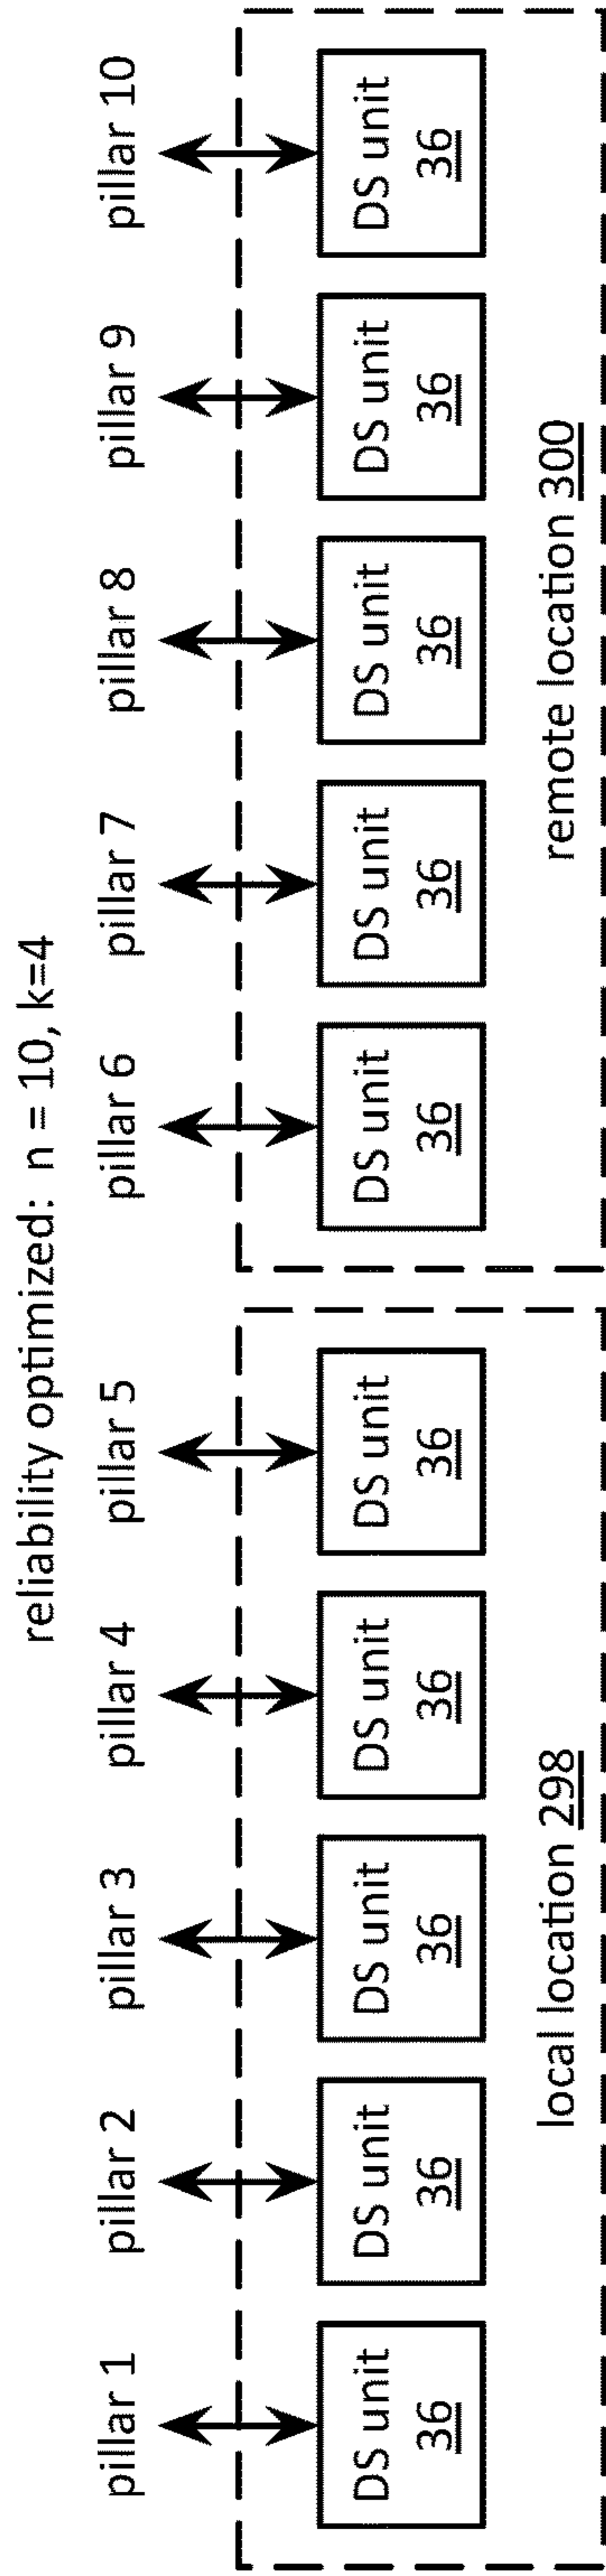 reliability optimized:  n = 10, k=4
pillar 1
pillar 2
pillar 3
pillar 4
pillar 5
pillar 6
pillar 7
pillar 8
pillar 9
pillar 10
DS unit
36
DS unit
36
DS unit
36
DS unit
36
DS unit
36
DS unit
36
DS unit
36
DS unit
36
DS unit
36
DS unit
36
local location 298
remote location 300